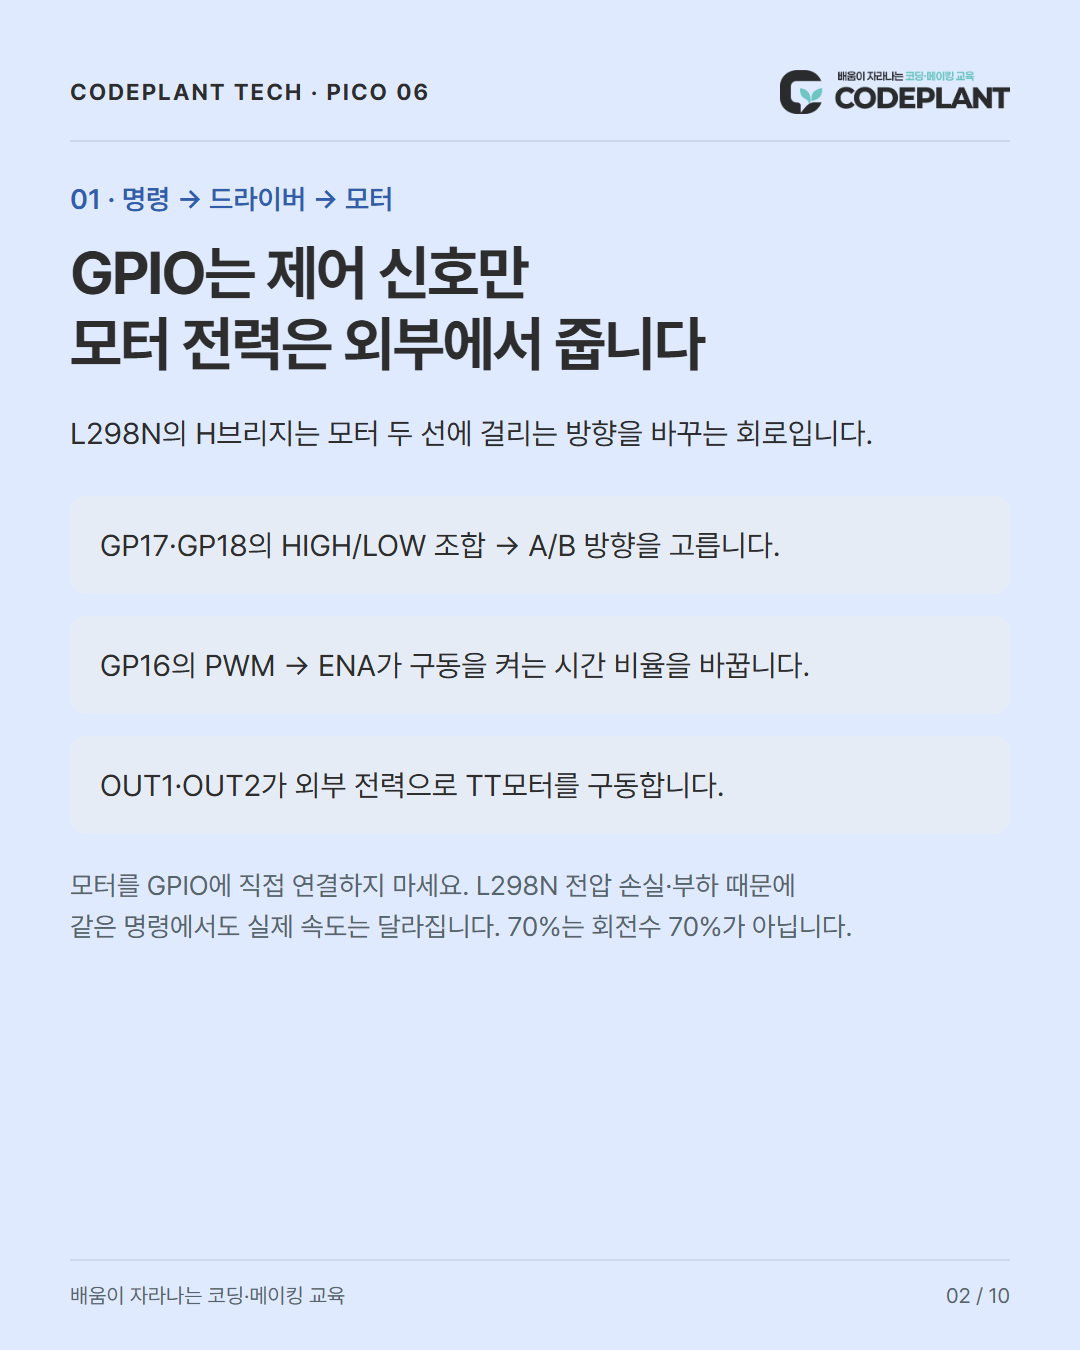 CODEPLANT TECH · PICO 06
배움이 자라나는 코딩·메이킹 교육
CODEPLANT
01 · 명령 → 드라이버 → 모터
GPIO는 제어 신호만
모터 전력은 외부에서 줍니다
L298N의 H브리지는 모터 두 선에 걸리는 방향을 바꾸는 회로입니다.
GP17·GP18의 HIGH/LOW 조합 → A/B 방향을 고릅니다.
GP16의 PWM → ENA가 구동을 켜는 시간 비율을 바꿉니다.
OUT1·OUT2가 외부 전력으로 TT모터를 구동합니다.
모터를 GPIO에 직접 연결하지 마세요. L298N 전압 손실·부하 때문에
같은 명령에서도 실제 속도는 달라집니다. 70%는 회전수 70%가 아닙니다.
배움이 자라나는 코딩·메이킹 교육
02 / 10